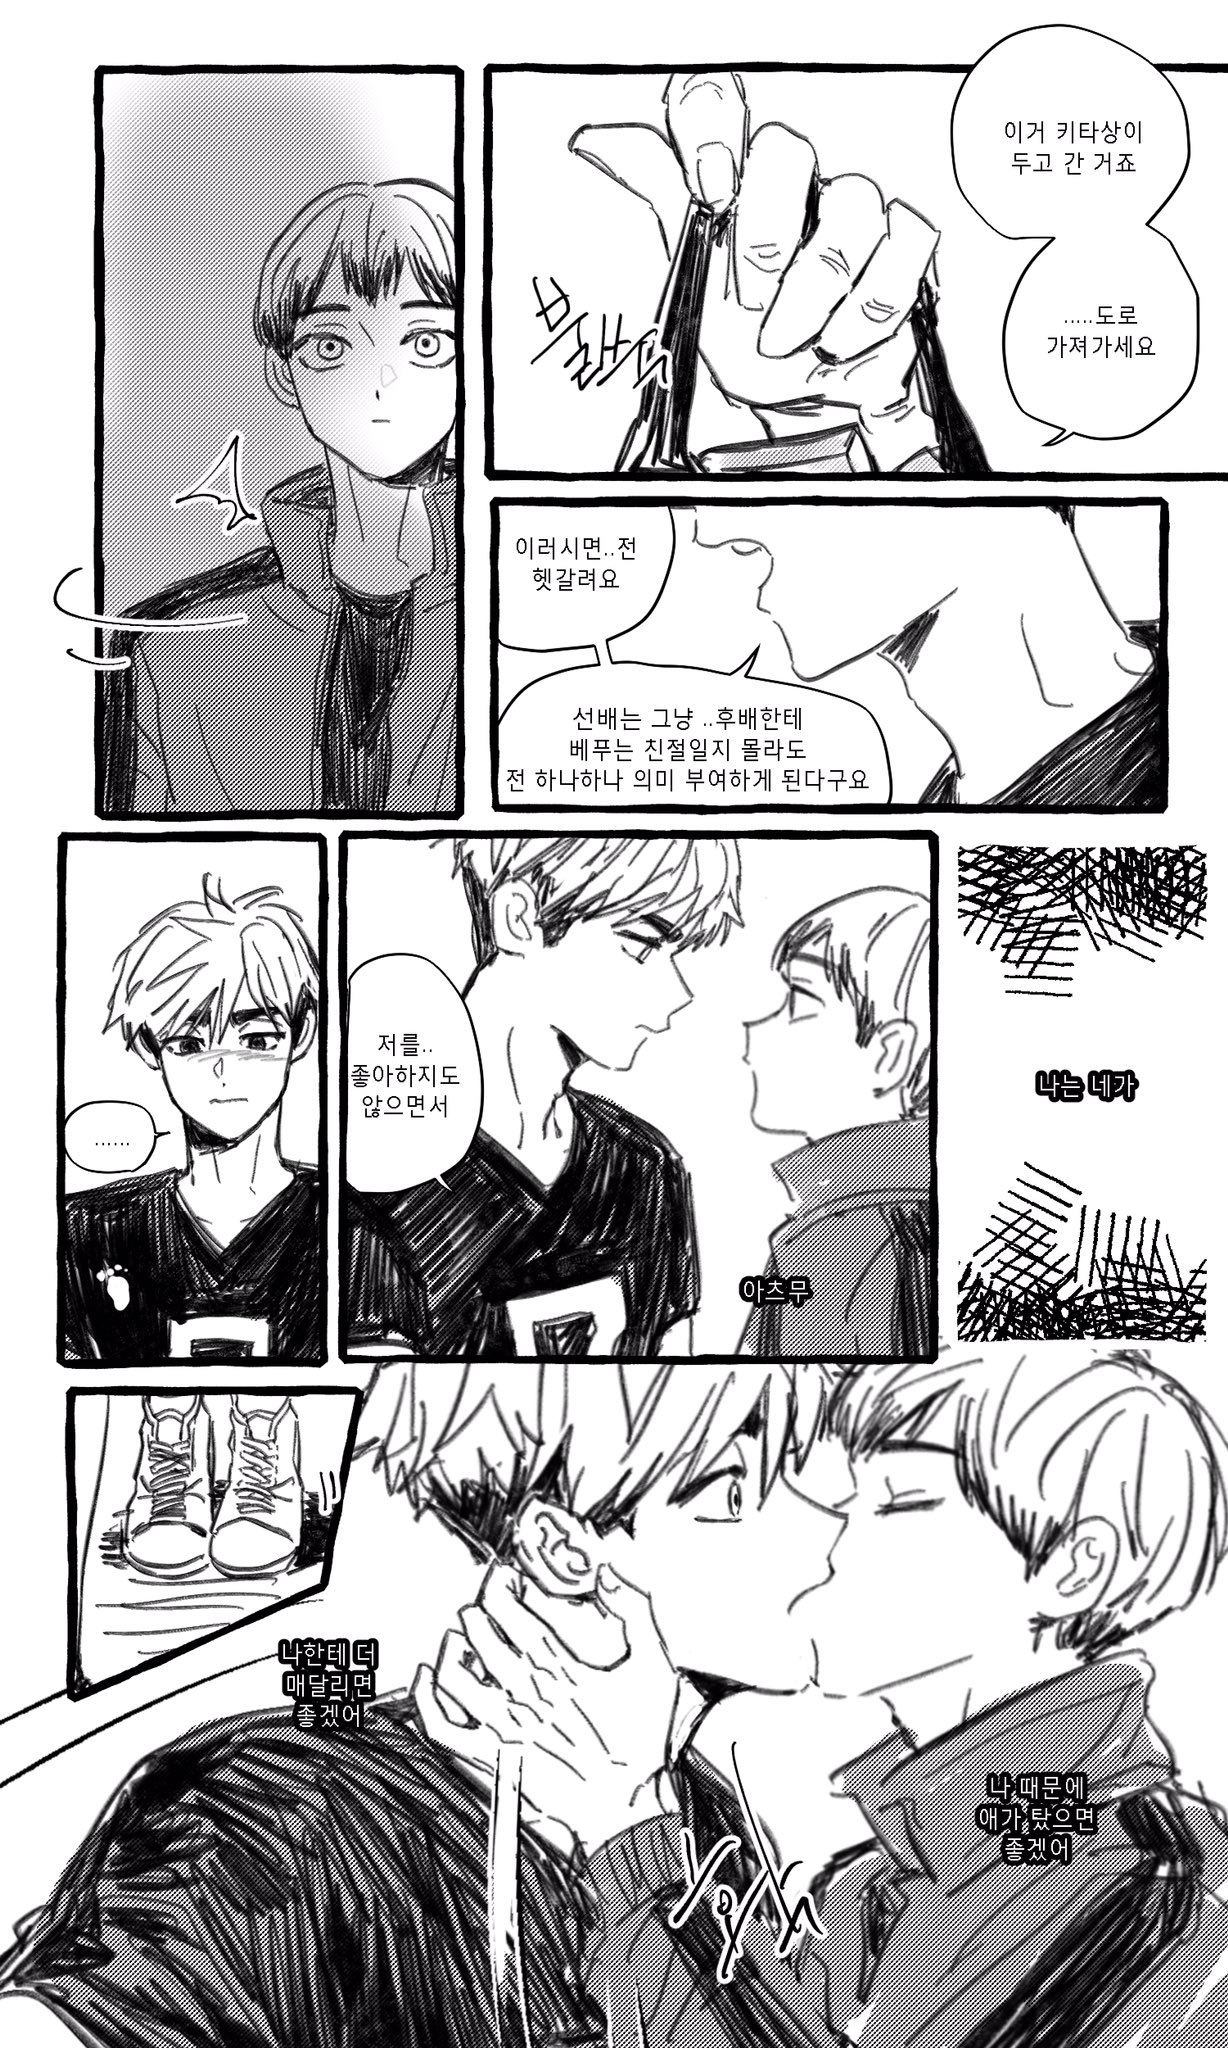 이거 키타상이
두고 간 거죠
.....도로
가져가세요
이러시면..전
헷갈려요
선배는 그냥 ..후배한테
베푸는 친절일지 몰라도
전 하나하나 의미 부여하게 된다구요
......
저를..
좋아하지도
않으면서
아츠무
나는 네가
나한테 더
매달리면
좋겠어
나 때문에
애가 탔으면
좋겠어